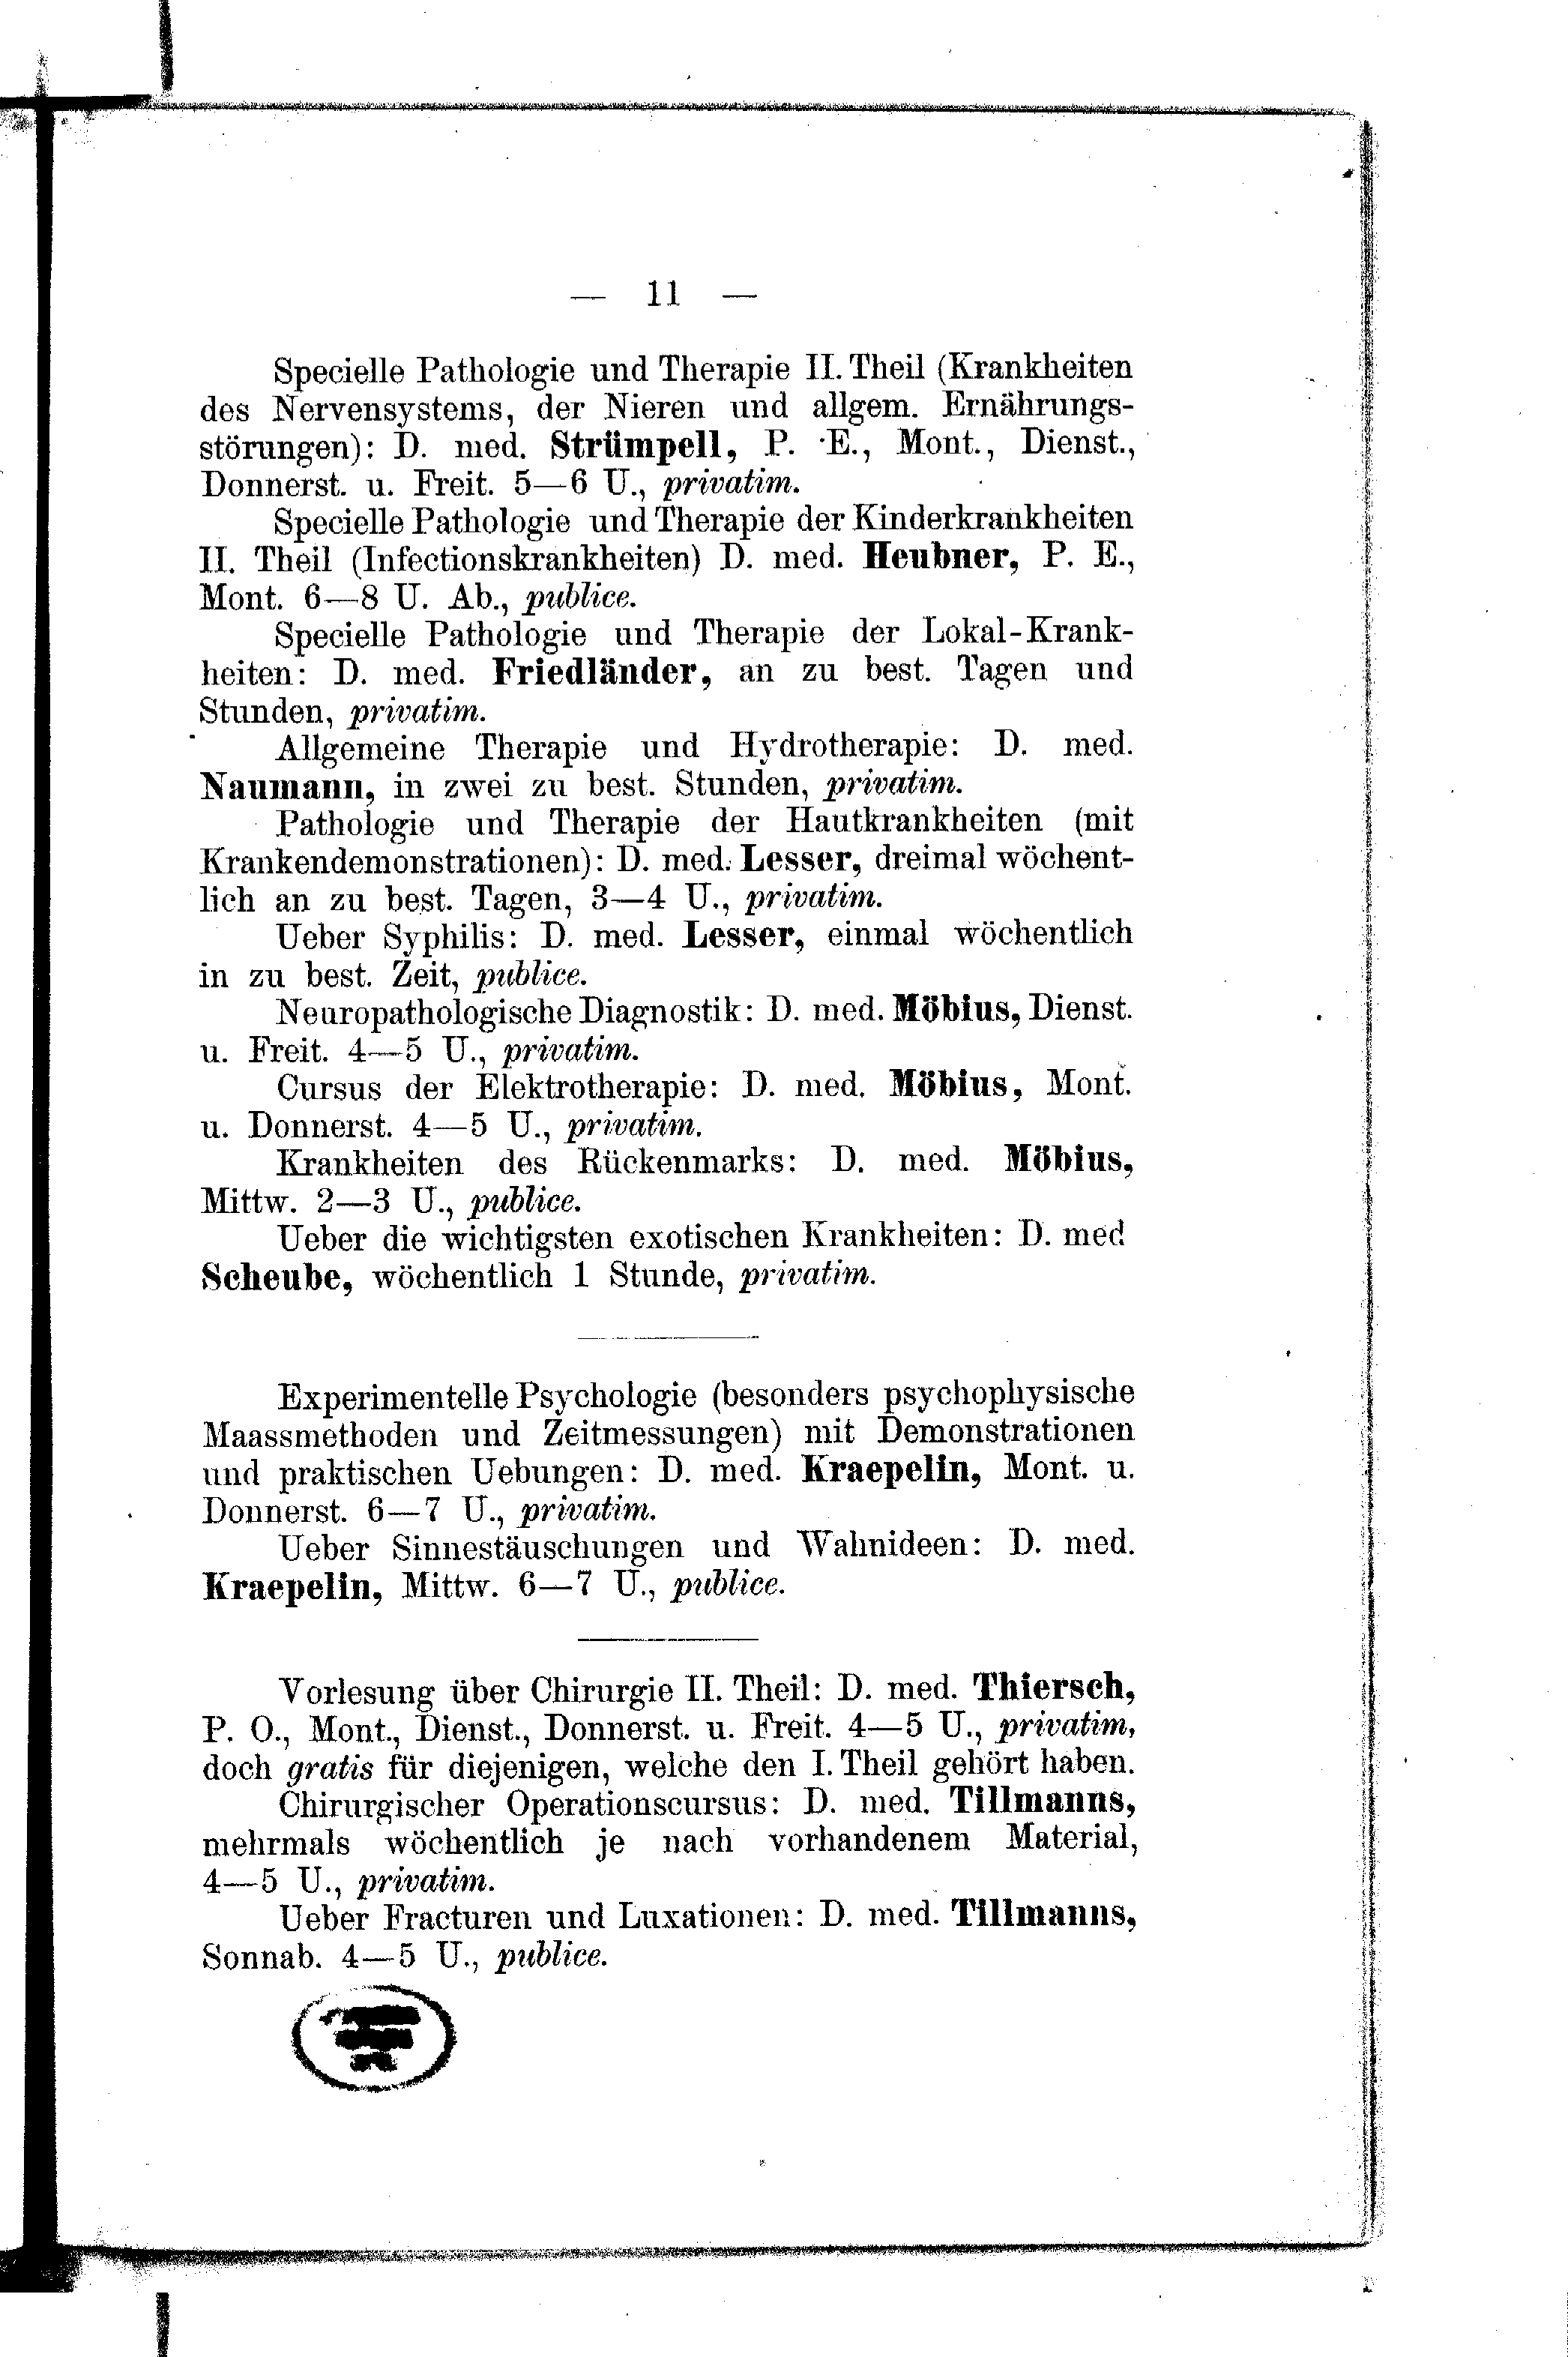 — 11 —
Specielle Pathologie und Therapie II. Theil (Krankheiten
des Nervensystems, der Nieren und allgem. Ernährungs-
störungen): D. med. Strümpell, P. E., Mont., Dienst.,
Donnerst. u. Freit. 5—6 U., privatim.
Specielle Pathologie und Therapie der Kinderkrankheiten
II. Theil (Infectionskrankheiten) D. med. Heubner, P. E.,
Mont. 6—8 U. Ab., publice.
Specielle Pathologie und Therapie der Lokal-Krank-
heiten: D. med. Friedländer, an zu best. Tagen und
Stunden, privatim.
Allgemeine Therapie und Hydrotherapie: D. med.
Naumann, in zwei zu best. Stunden, privatim.
Pathologie und Therapie der Hautkrankheiten (mit
Krankendemonstrationen): D. med. Lesser, dreimal wöchent-
lich an zu best. Tagen, 3—4 U., privatim.
Ueber Syphilis: D. med. Lesser, einmal wöchentlich
in zu best. Zeit, publice.
Neuropathologische Diagnostik: D. med. Möbius, Dienst.
u. Freit. 4—5 U., privatim.
Cursus der Elektrotherapie: D. med. Möbius, Mont.
u. Donnerst. 4—5 U., privatim.
Krankheiten des Rückenmarks: D. med. Möbius,
Mittw. 2—3 U., publice.
Ueber die wichtigsten exotischen Krankheiten: D. med
Scheube, wöchentlich 1 Stunde, privatim.
Experimentelle Psychologie (besonders psychophysische
Maassmethoden und Zeitmessungen) mit Demonstrationen
und praktischen Uebungen: D. med. Kraepelin, Mont. u.
Donnerst. 6—7 U., privatim.
Ueber Sinnestäuschungen und Wahnideen: D. med.
Kraepelin, Mittw. 6—7 U., publice.
Vorlesung über Chirurgie II. Theil: D. med. Thiersch,
P. O., Mont., Dienst., Donnerst. u. Freit. 4—5 U., privatim,
doch gratis für diejenigen, welche den I. Theil gehört haben.
Chirurgischer Operationscursus: D. med. Tillmanns,
mehrmals wöchentlich je nach vorhandenem Material,
4—5 U., privatim.
Ueber Fracturen und Luxationen: D. med. Tillmanns,
Sonnab. 4—5 U., publice.